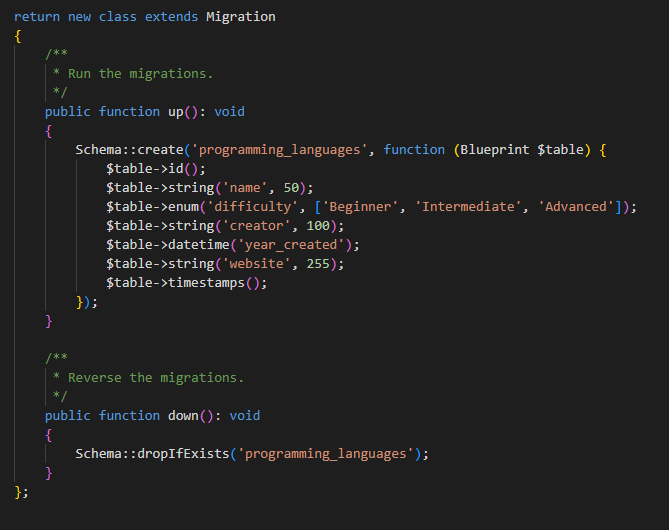 return new class extends Migration
{
    /**
     * Run the migrations.
     */
    public function up(): void
    {
        Schema::create('programming_languages', function (Blueprint $table) {
            $table->id();
            $table->string('name', 50);
            $table->enum('difficulty', ['Beginner', 'Intermediate', 'Advanced']);
            $table->string('creator', 100);
            $table->datetime('year_created');
            $table->string('website', 255);
            $table->timestamps();
        });
    }

    /**
     * Reverse the migrations.
     */
    public function down(): void
    {
        Schema::dropIfExists('programming_languages');
    }
};